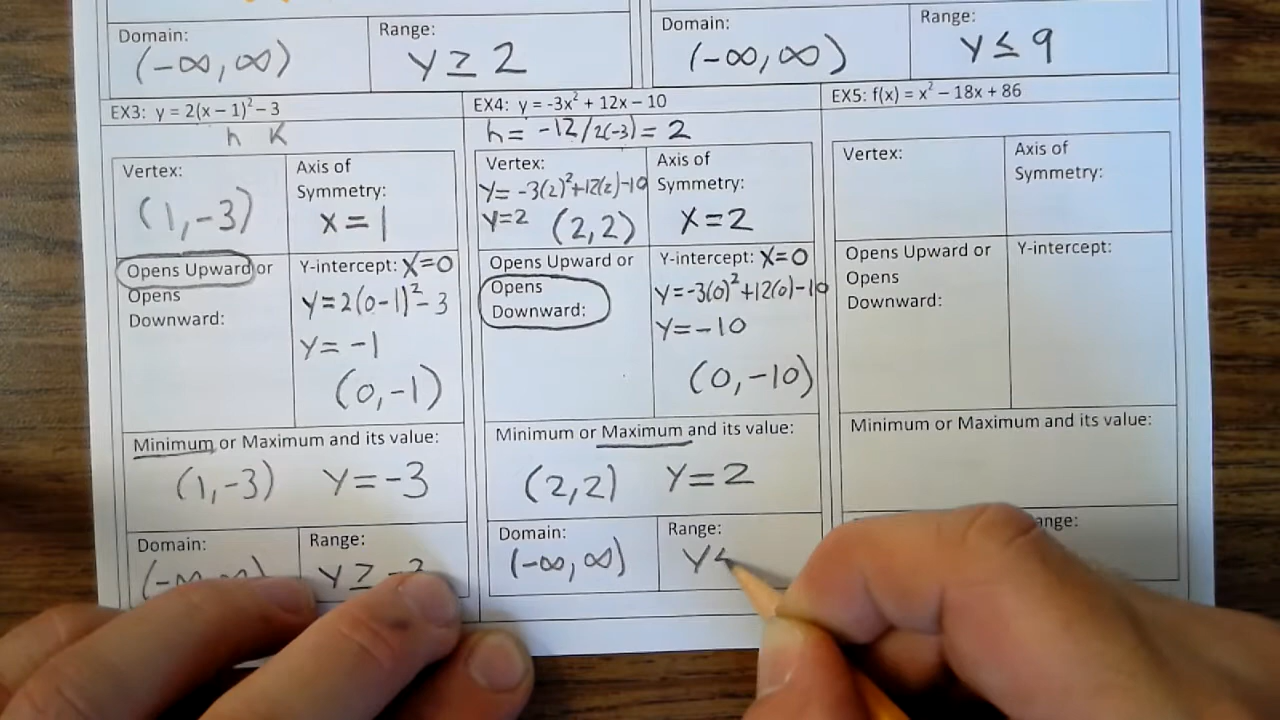 Domain:
(-∞, ∞)
Range:
y ≥ 2
Domain:
(-∞, ∞)
Range:
y ≤ 9
EX3: y = 2(x – 1)² – 3
h k
Vertex:
(1, -3)
Axis of
Symmetry:
x = 1
Opens Upward or
Opens
Downward:
Y-intercept: x=0
y = 2(0-1)² - 3
y = -1
(0, -1)
Minimum or Maximum and its value:
(1, -3) y = -3
Domain:
(-∞, ∞)
Range:
y ≥ -3
EX4: y = -3x² + 12x – 10
h = -12/2(-3) = 2
Vertex:
y = -3(2)² + 12(2) - 10
y = 2 (2, 2)
Axis of
Symmetry:
x = 2
Opens Upward or
Opens
Downward:
Y-intercept: x=0
y = -3(0)² + 12(0) - 10
y = -10
(0, -10)
Minimum or Maximum and its value:
(2, 2) y = 2
Domain:
(-∞, ∞)
Range:
y <
EX5: f(x) = x² – 18x + 86
Vertex:
Axis of
Symmetry:
Opens Upward or
Opens
Downward:
Y-intercept:
Minimum or Maximum and its value: